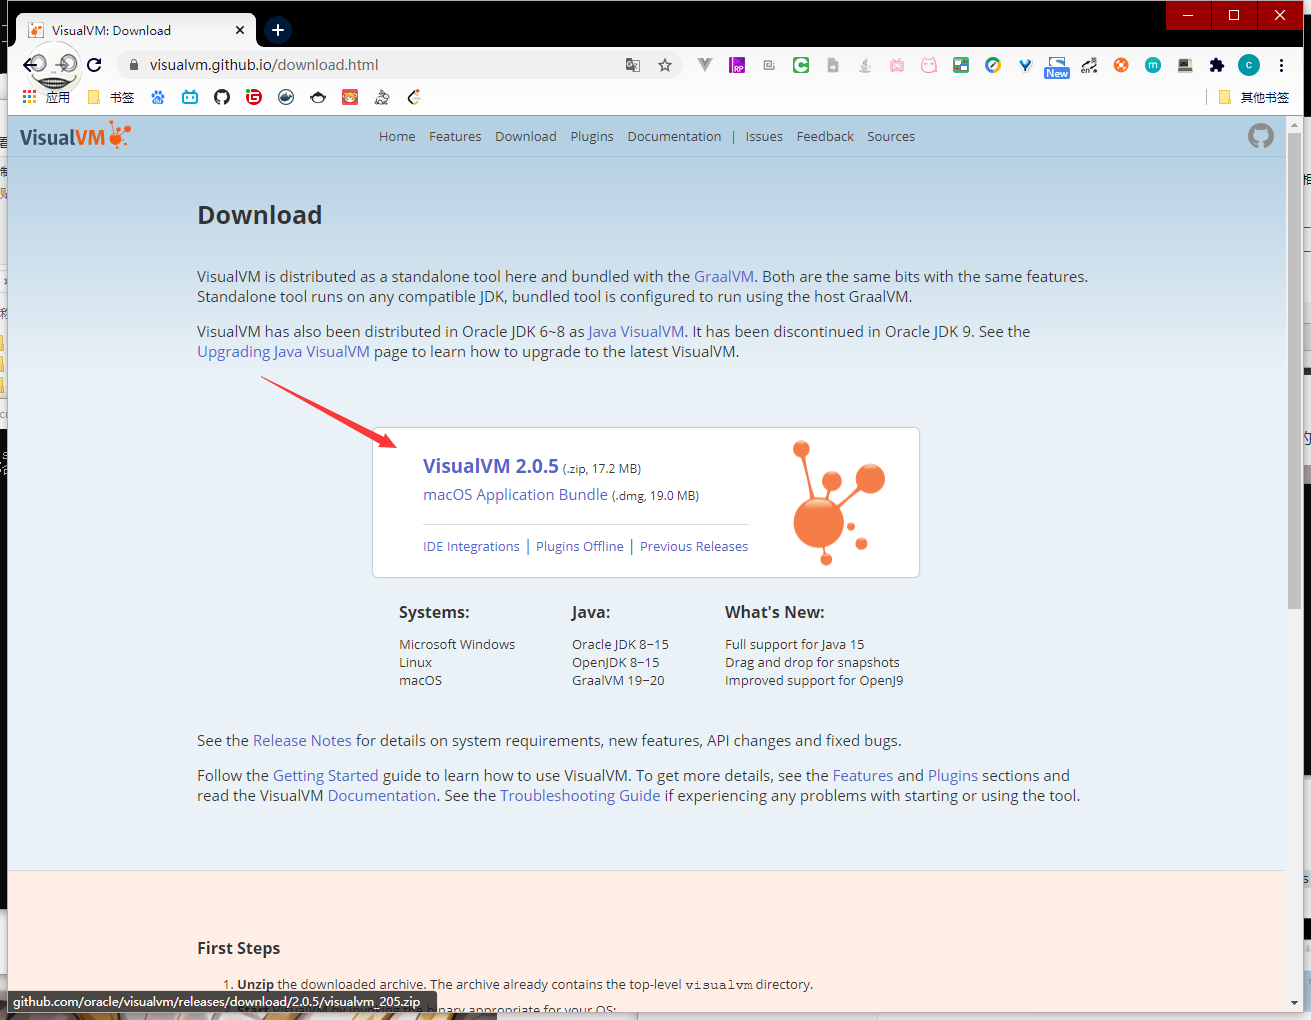 VisualVM: Download
visualvm.github.io/download.html
RP
New
en
m
c
应用
书签
其他书签
VisualVM
Home Features Download Plugins Documentation | Issues Feedback Sources
Download
VisualVM is distributed as a standalone tool here and bundled with the GraalVM. Both are the same bits with the same features.
Standalone tool runs on any compatible JDK, bundled tool is configured to run using the host GraalVM.
VisualVM has also been distributed in Oracle JDK 6~8 as Java VisualVM. It has been discontinued in Oracle JDK 9. See the
Upgrading Java VisualVM page to learn how to upgrade to the latest VisualVM.
VisualVM 2.0.5 (.zip, 17.2 MB)
macOS Application Bundle (.dmg, 19.0 MB)
IDE Integrations | Plugins Offline | Previous Releases
Systems: Java: What's New:
Microsoft Windows Oracle JDK 8–15 Full support for Java 15
Linux OpenJDK 8–15 Drag and drop for snapshots
macOS GraalVM 19–20 Improved support for OpenJ9
See the Release Notes for details on system requirements, new features, API changes and fixed bugs.
Follow the Getting Started guide to learn how to use VisualVM. To get more details, see the Features and Plugins sections and
read the VisualVM Documentation. See the Troubleshooting Guide if experiencing any problems with starting or using the tool.
First Steps
1. Unzip the downloaded archive. The archive already contains the top-level visualvm directory.
github.com/oracle/visualvm/releases/download/2.0.5/visualvm_205.zip
appropriate for your OS: